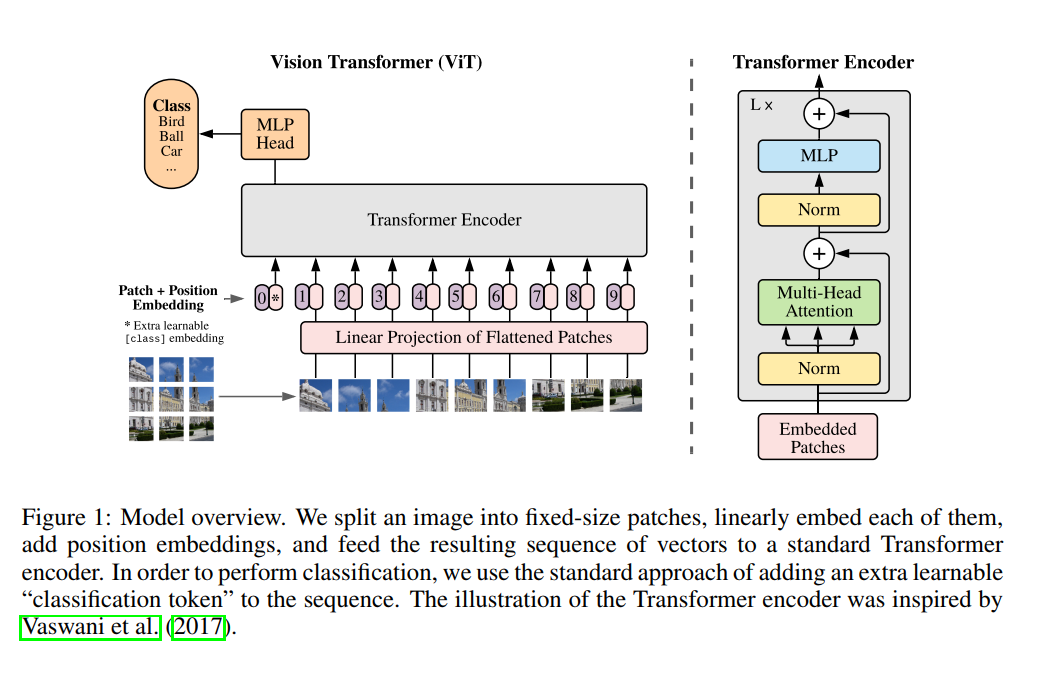 Vision Transformer (ViT)
Class
Bird
Ball
Car
...
MLP
Head
Transformer Encoder
Patch + Position
Embedding
* Extra learnable
[class] embedding
0 * 1 2 3 4 5 6 7 8 9
Linear Projection of Flattened Patches
Transformer Encoder
L x
+
MLP
Norm
+
Multi-Head
Attention
Norm
Embedded
Patches
Figure 1: Model overview. We split an image into fixed-size patches, linearly embed each of them,
add position embeddings, and feed the resulting sequence of vectors to a standard Transformer
encoder. In order to perform classification, we use the standard approach of adding an extra learnable
“classification token” to the sequence. The illustration of the Transformer encoder was inspired by
Vaswani et al. (2017).